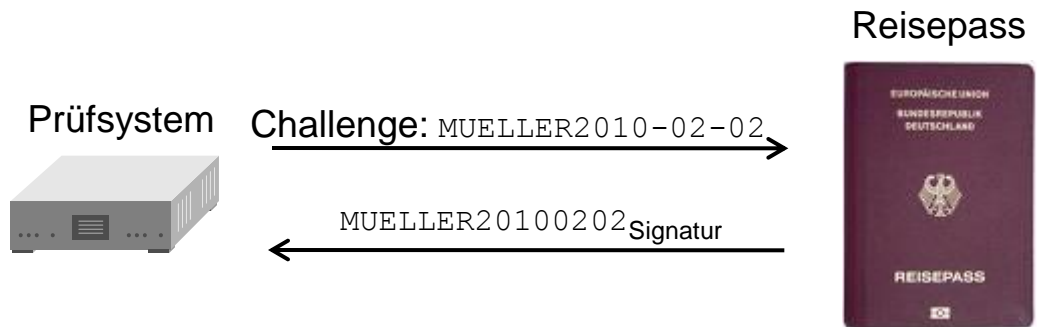 Reisepass
Prüfsystem
Challenge: MUELLER2010-02-02
MUELLER20100202Signatur
EUROPÄISCHE UNION
BUNDESREPUBLIK
DEUTSCHLAND
REISEPASS